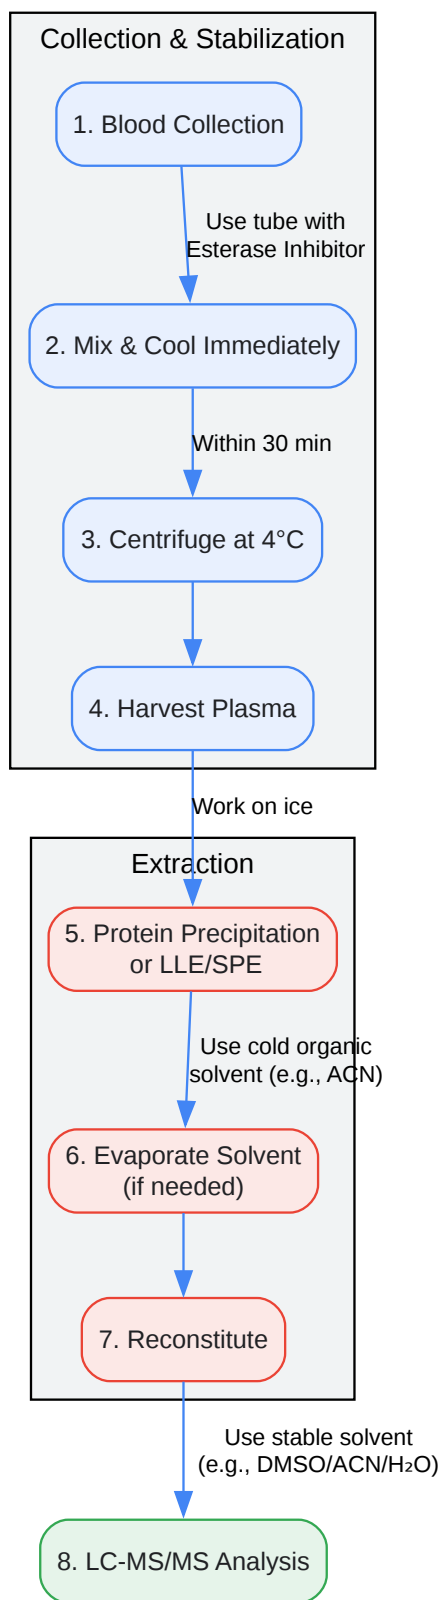 Collection & Stabilization
1. Blood Collection
Use tube with
Esterase Inhibitor
2. Mix & Cool Immediately
Within 30 min
3. Centrifuge at 4°C
4. Harvest Plasma
Work on ice
Extraction
5. Protein Precipitation
or LLE/SPE
Use cold organic
solvent (e.g., ACN)
6. Evaporate Solvent
(if needed)
7. Reconstitute
Use stable solvent
(e.g., DMSO/ACN/H₂O)
8. LC-MS/MS Analysis